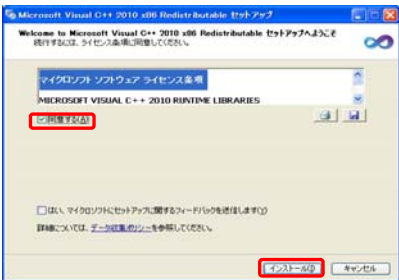 Microsoft Visual C++ 2010 x86 Redistributable セットアップ
Welcome to Microsoft Visual C++ 2010 x86 Redistributable セットアップへようこそ
続行するには、ライセンス条項に同意してください。
マイクロソフト ソフトウェア ライセンス条項
MICROSOFT VISUAL C++ 2010 RUNTIME LIBRARIES
同意する(A)
はい、マイクロソフトにセットアップに関するフィードバックを送信します(Y)
詳細については、データ収集ポリシーを参照してください。
インストール(I) キャンセル